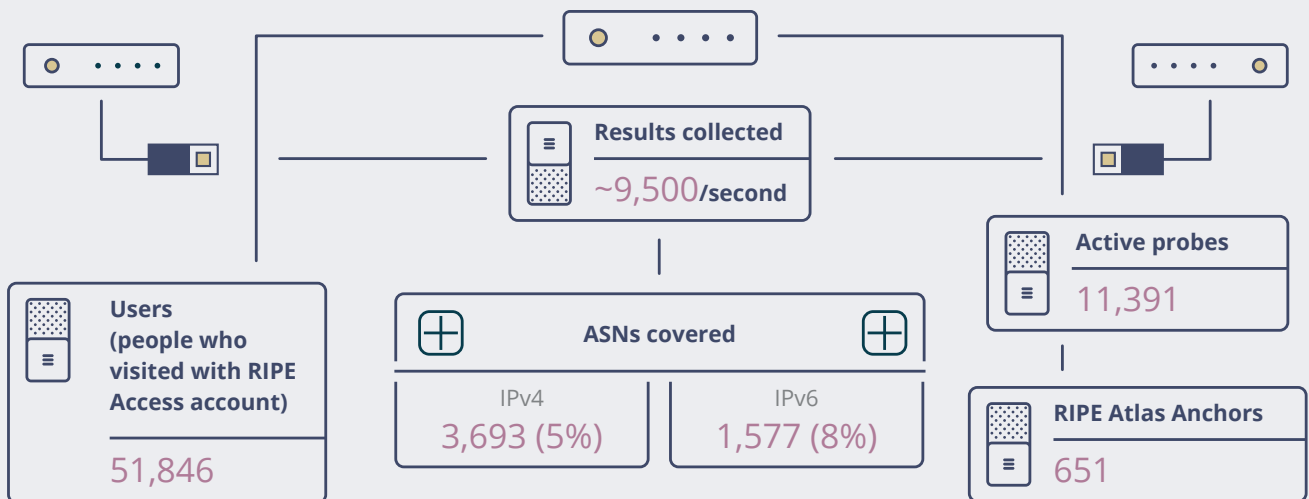 Results collected
~9,500/second
Active probes
11,391
Users
(people who
visited with RIPE
Access account)
51,846
ASNs covered
IPv4
3,693 (5%)
IPv6
1,577 (8%)
RIPE Atlas Anchors
651